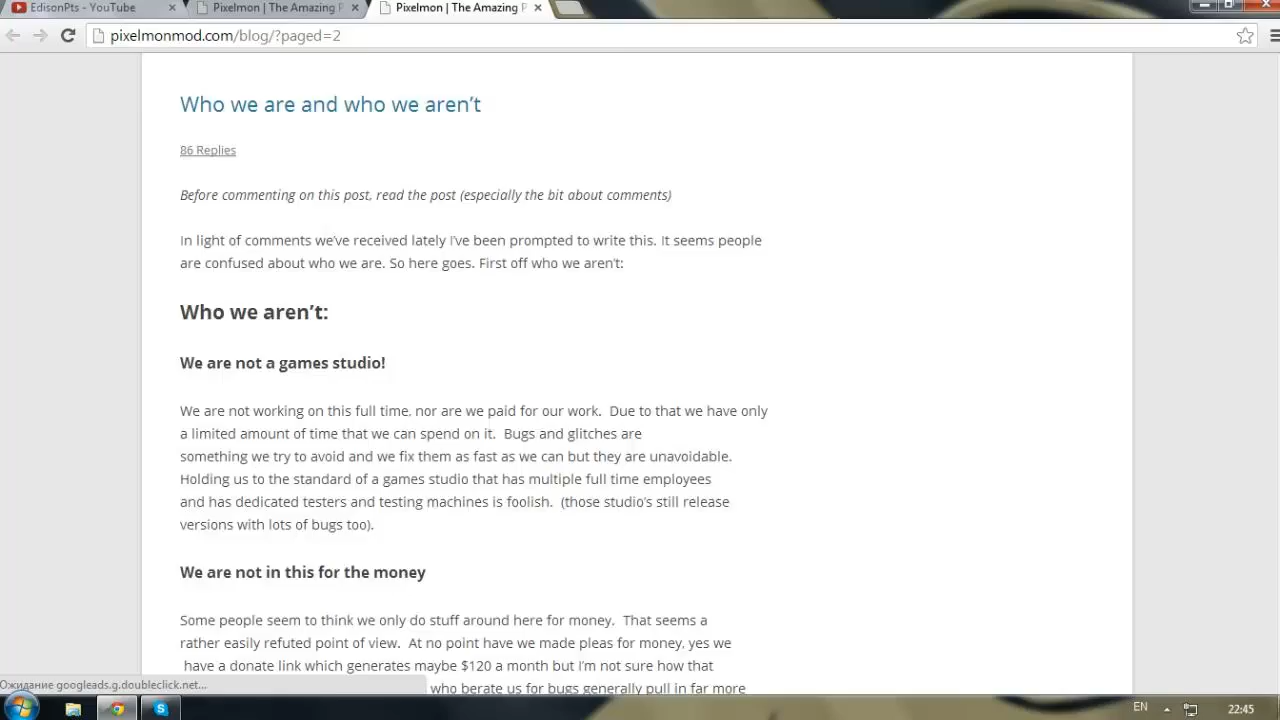 EdisonPts - YouTube
Pixelmon | The Amazing P
Pixelmon | The Amazing P
pixelmonmod.com/blog/?paged=2
Who we are and who we aren't
86 Replies
Before commenting on this post, read the post (especially the bit about comments)
In light of comments we've received lately I've been prompted to write this. It seems people
are confused about who we are. So here goes. First off who we aren't:
Who we aren't:
We are not a games studio!
We are not working on this full time, nor are we paid for our work.  Due to that we have only
a limited amount of time that we can spend on it.  Bugs and glitches are
something we try to avoid and we fix them as fast as we can but they are unavoidable.
Holding us to the standard of a games studio that has multiple full time employees
and has dedicated testers and testing machines is foolish.  (those studio's still release
versions with lots of bugs too).
We are not in this for the money
Some people seem to think we only do stuff around here for money.  That seems a
rather easily refuted point of view.  At no point have we made pleas for money, yes we
have a donate link which generates maybe $120 a month but I'm not sure how that
who berate us for bugs generally pull in far more
Ожидание googleads.g.doubleclick.net...
EN
22:45